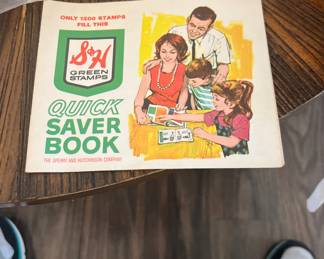 ONLY 1200 STAMPS
FILL THIS
S&H
GREEN
STAMPS
QUICK
SAVER
BOOK
THE SPERRY AND HUTCHINSON COMPANY